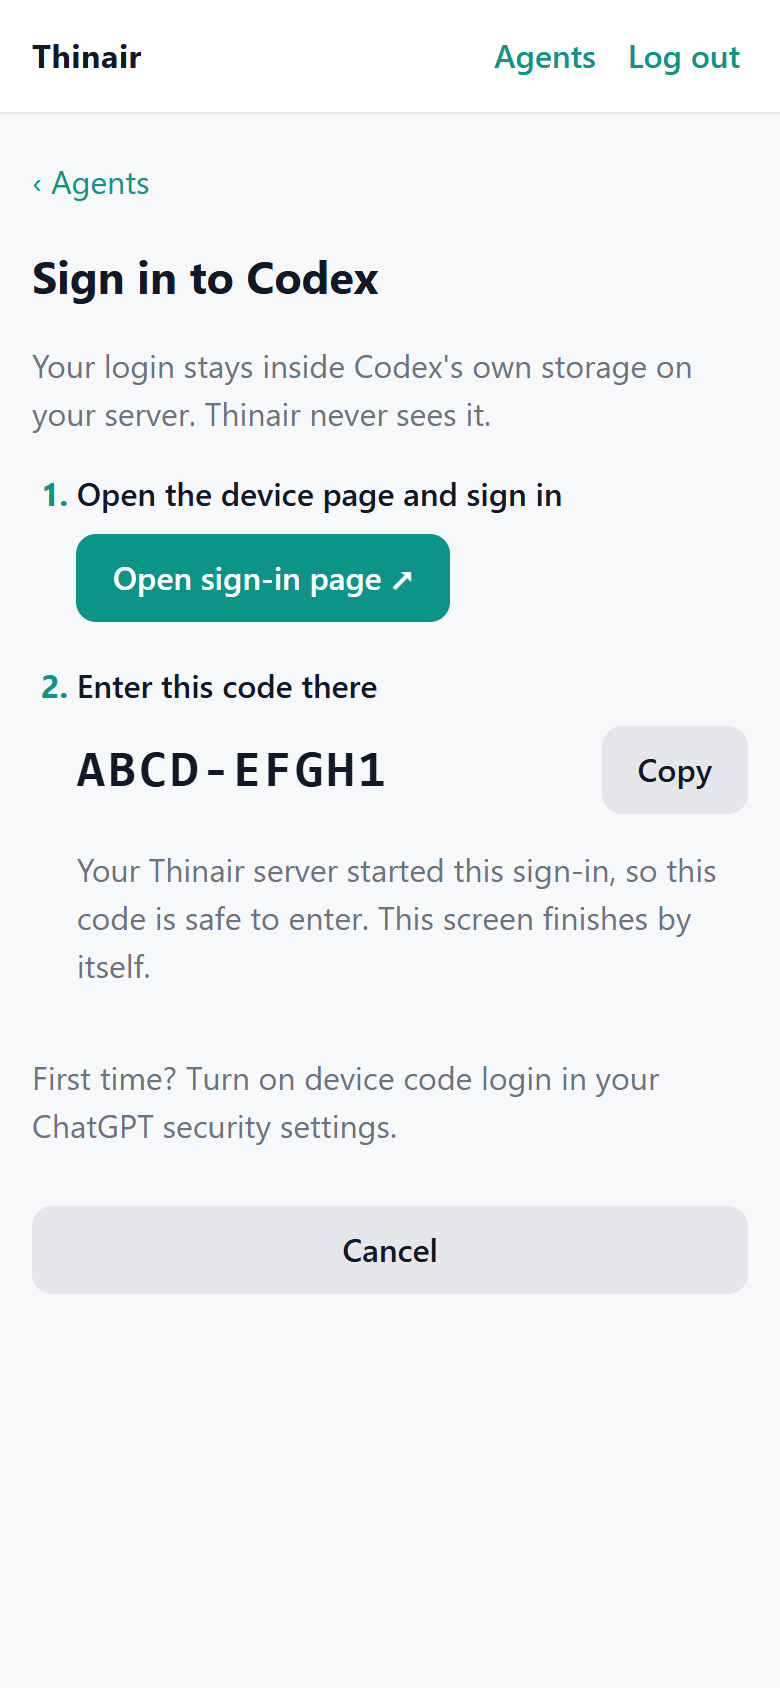 Thinair
Agents Log out
‹ Agents
Sign in to Codex
Your login stays inside Codex's own storage on
your server. Thinair never sees it.
1. Open the device page and sign in
Open sign-in page ↗
2. Enter this code there
ABCD-EFGH1
Copy
Your Thinair server started this sign-in, so this
code is safe to enter. This screen finishes by
itself.
First time? Turn on device code login in your
ChatGPT security settings.
Cancel